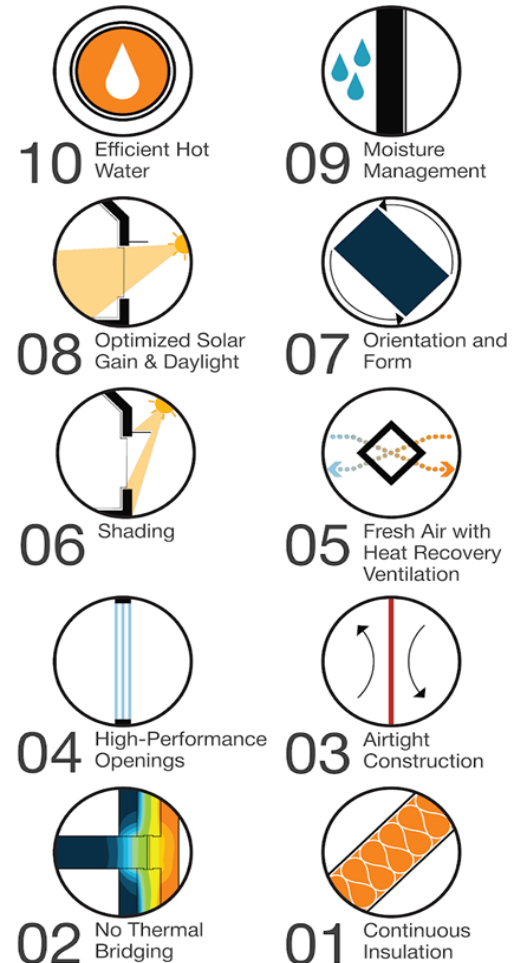 10 Efficient Hot
Water
09 Moisture
Management
08 Optimized Solar
Gain & Daylight
07 Orientation and
Form
06 Shading
05 Fresh Air with
Heat Recovery
Ventilation
04 High-Performance
Openings
03 Airtight
Construction
02 No Thermal
Bridging
01 Continuous
Insulation